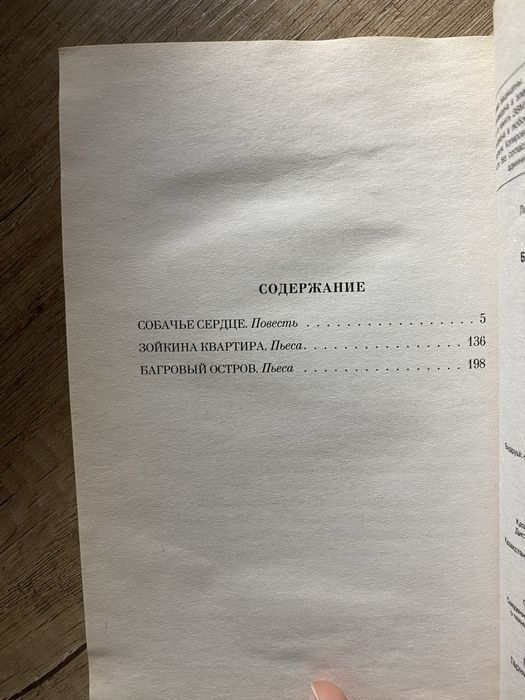 СОДЕРЖАНИЕ
СОБАЧЬЕ СЕРДЦЕ. Повесть . . . . . . . . . . . . . . . . . 5
ЗОЙКИНА КВАРТИРА. Пьеса. . . . . . . . . . . . . . . . 136
БАГРОВЫЙ ОСТРОВ. Пьеса . . . . . . . . . . . . . . . . 198